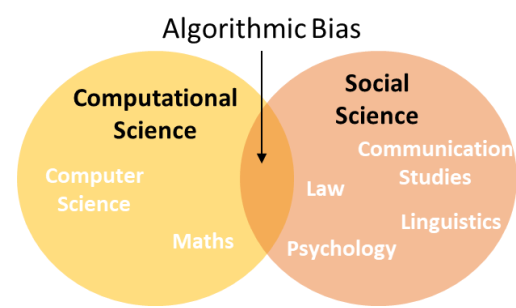 Algorithmic Bias
Computational
Science
Social
Science
Computer
Science
Maths
Communication
Studies
Law
Linguistics
Psychology